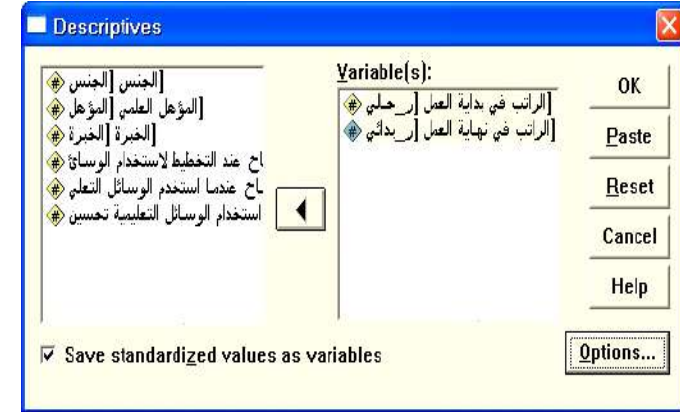 Descriptives
[الجنس [الجنس
[المؤهل العلمي [المؤهل
[الخبرة [الخبرة
اح عند التخطيط لاستخدام الوسائ
اح عندما استخدم الوسائل التعلي
استخدام الوسائل التعليمية تحسين
Variable(s):
[الراتب في بداية العمل [ر_حالي
[الراتب في نهاية العمل [ر_بدائي
OK
Paste
Reset
Cancel
Help
Save standardized values as variables
Options...